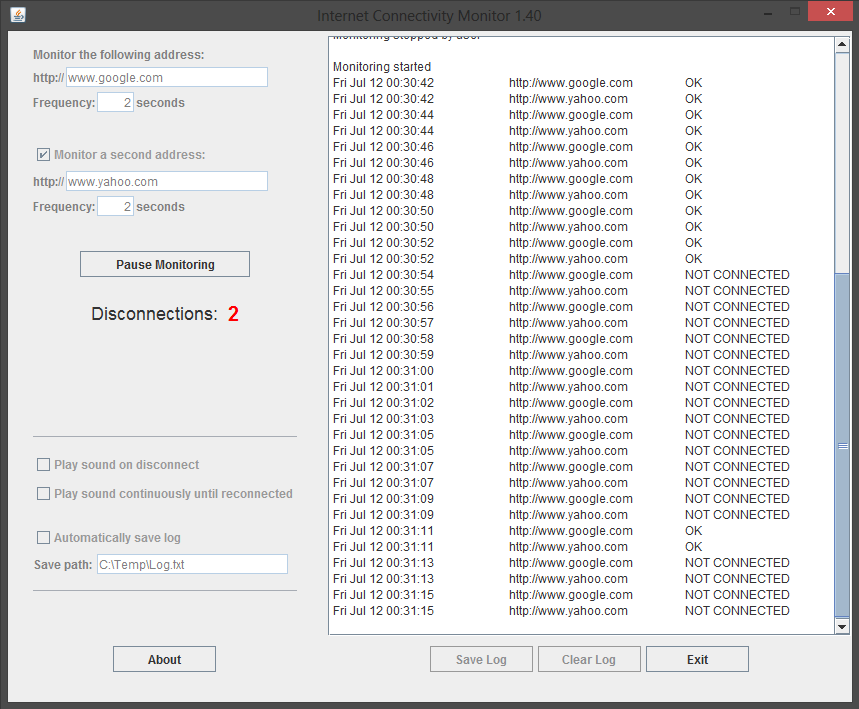 Internet Connectivity Monitor 1.40
Monitor the following address:
http:// www.google.com
Frequency: 2 seconds
Monitor a second address:
http:// www.yahoo.com
Frequency: 2 seconds
Pause Monitoring
Disconnections: 2
Play sound on disconnect
Play sound continuously until reconnected
Automatically save log
Save path: C:\Temp\Log.txt
About
Monitoring stopped by user
Monitoring started
Fri Jul 12 00:30:42 http://www.google.com OK
Fri Jul 12 00:30:42 http://www.yahoo.com OK
Fri Jul 12 00:30:44 http://www.google.com OK
Fri Jul 12 00:30:44 http://www.yahoo.com OK
Fri Jul 12 00:30:46 http://www.google.com OK
Fri Jul 12 00:30:46 http://www.yahoo.com OK
Fri Jul 12 00:30:48 http://www.google.com OK
Fri Jul 12 00:30:48 http://www.yahoo.com OK
Fri Jul 12 00:30:50 http://www.google.com OK
Fri Jul 12 00:30:50 http://www.yahoo.com OK
Fri Jul 12 00:30:52 http://www.google.com OK
Fri Jul 12 00:30:52 http://www.yahoo.com OK
Fri Jul 12 00:30:54 http://www.google.com NOT CONNECTED
Fri Jul 12 00:30:55 http://www.yahoo.com NOT CONNECTED
Fri Jul 12 00:30:56 http://www.google.com NOT CONNECTED
Fri Jul 12 00:30:57 http://www.yahoo.com NOT CONNECTED
Fri Jul 12 00:30:58 http://www.google.com NOT CONNECTED
Fri Jul 12 00:30:59 http://www.yahoo.com NOT CONNECTED
Fri Jul 12 00:31:00 http://www.google.com NOT CONNECTED
Fri Jul 12 00:31:01 http://www.yahoo.com NOT CONNECTED
Fri Jul 12 00:31:02 http://www.google.com NOT CONNECTED
Fri Jul 12 00:31:03 http://www.yahoo.com NOT CONNECTED
Fri Jul 12 00:31:05 http://www.google.com NOT CONNECTED
Fri Jul 12 00:31:05 http://www.yahoo.com NOT CONNECTED
Fri Jul 12 00:31:07 http://www.google.com NOT CONNECTED
Fri Jul 12 00:31:07 http://www.yahoo.com NOT CONNECTED
Fri Jul 12 00:31:09 http://www.google.com NOT CONNECTED
Fri Jul 12 00:31:09 http://www.yahoo.com NOT CONNECTED
Fri Jul 12 00:31:11 http://www.google.com OK
Fri Jul 12 00:31:11 http://www.yahoo.com OK
Fri Jul 12 00:31:13 http://www.google.com NOT CONNECTED
Fri Jul 12 00:31:13 http://www.yahoo.com NOT CONNECTED
Fri Jul 12 00:31:15 http://www.google.com NOT CONNECTED
Fri Jul 12 00:31:15 http://www.yahoo.com NOT CONNECTED
Save Log
Clear Log
Exit